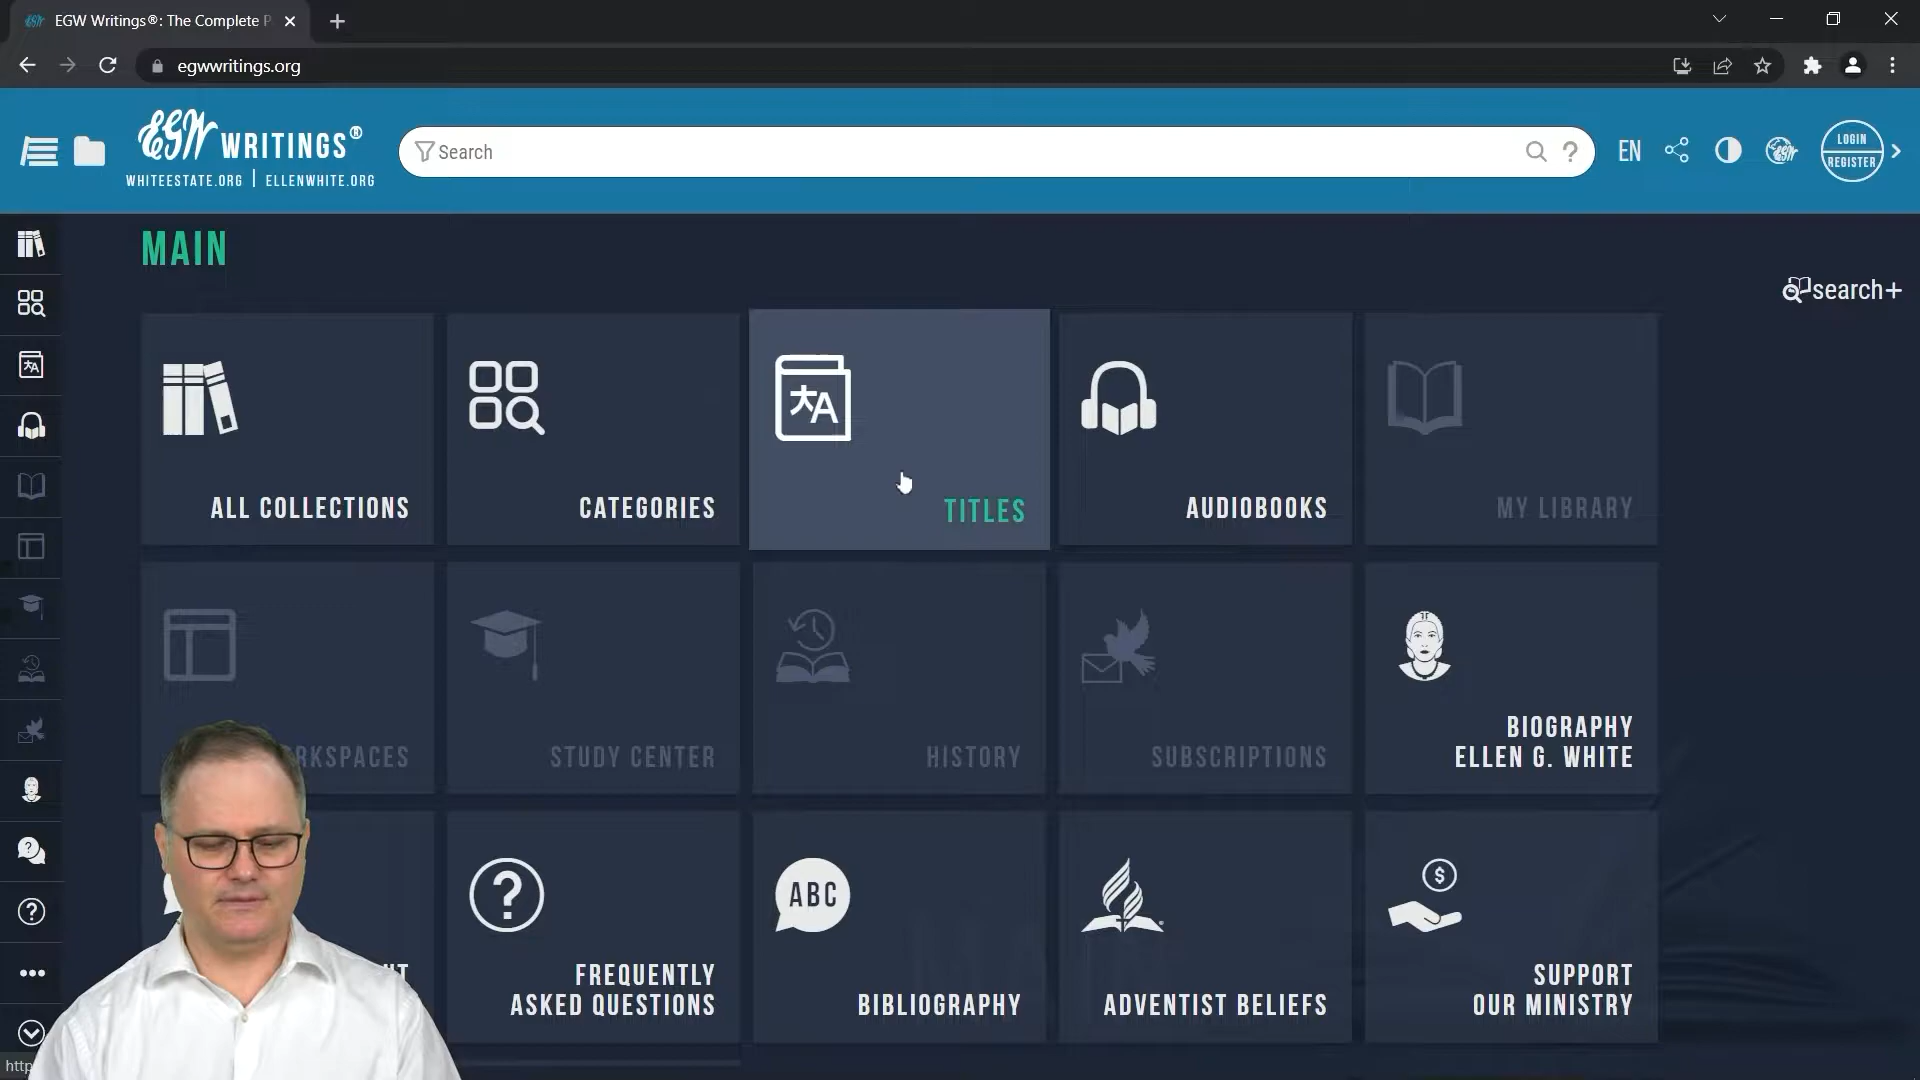 EGW Writings®: The Complete P
egwwritings.org
EGW WRITINGS®
WHITEESTATE.ORG | ELLENWHITE.ORG
Search
?
EN
EGW
LOGIN
REGISTER
MAIN
search+
ALL COLLECTIONS
CATEGORIES
TITLES
AUDIOBOOKS
MY LIBRARY
RKSPACES
STUDY CENTER
HISTORY
SUBSCRIPTIONS
BIOGRAPHY
ELLEN G. WHITE
UT
?
FREQUENTLY
ASKED QUESTIONS
ABC
BIBLIOGRAPHY
ADVENTIST BELIEFS
$
SUPPORT
OUR MINISTRY
http